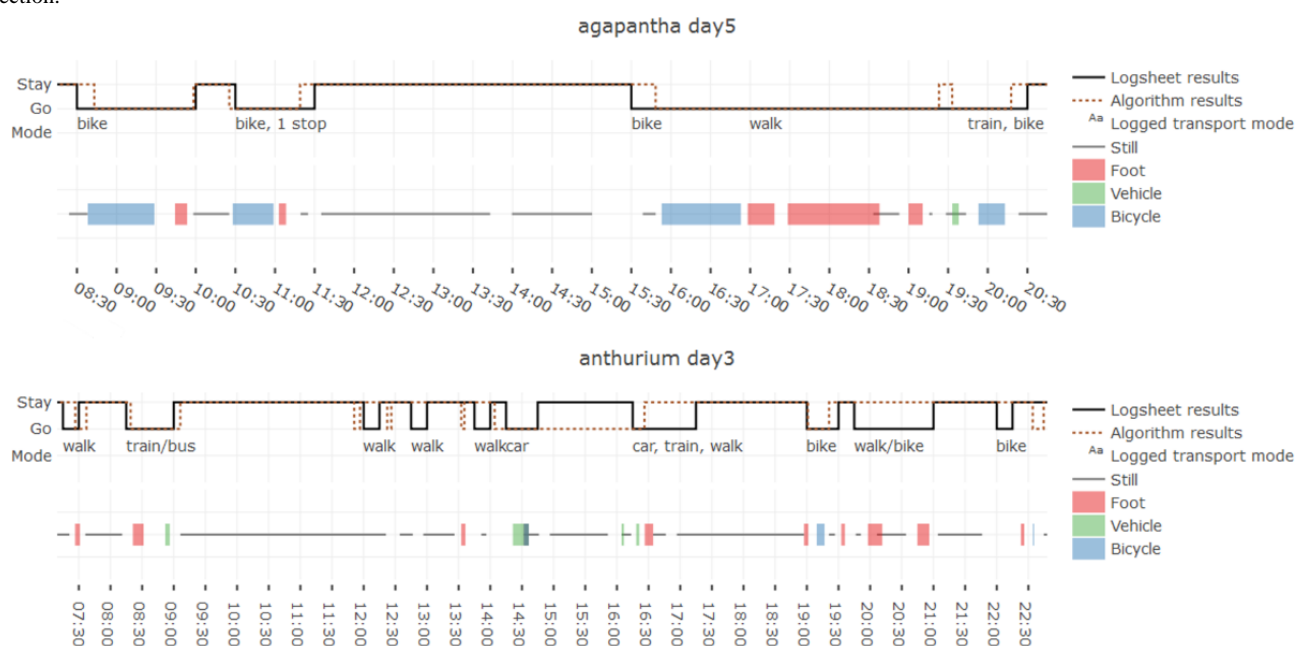 ection.
agapantha day5
Stay
Go
Mode
bike
bike, 1 stop
bike
walk
train, bike
Logsheet results
Algorithm results
Aa Logged transport mode
Still
Foot
Vehicle
Bicycle
08:30 09:00 09:30 10:00 10:30 11:00 11:30 12:00 12:30 13:00 13:30 14:00 14:30 15:00 15:30 16:00 16:30 17:00 17:30 18:00 18:30 19:00 19:30 20:00 20:30
anthurium day3
Stay
Go
Mode
walk
train/bus
walk
walk
walkcar
car, train, walk
bike
walk/bike
bike
Logsheet results
Algorithm results
Aa Logged transport mode
Still
Foot
Vehicle
Bicycle
07:30 08:00 08:30 09:00 09:30 10:00 10:30 11:00 11:30 12:00 12:30 13:00 13:30 14:00 14:30 15:00 15:30 16:00 16:30 17:00 17:30 18:00 18:30 19:00 19:30 20:00 20:30 21:00 21:30 22:00 22:30